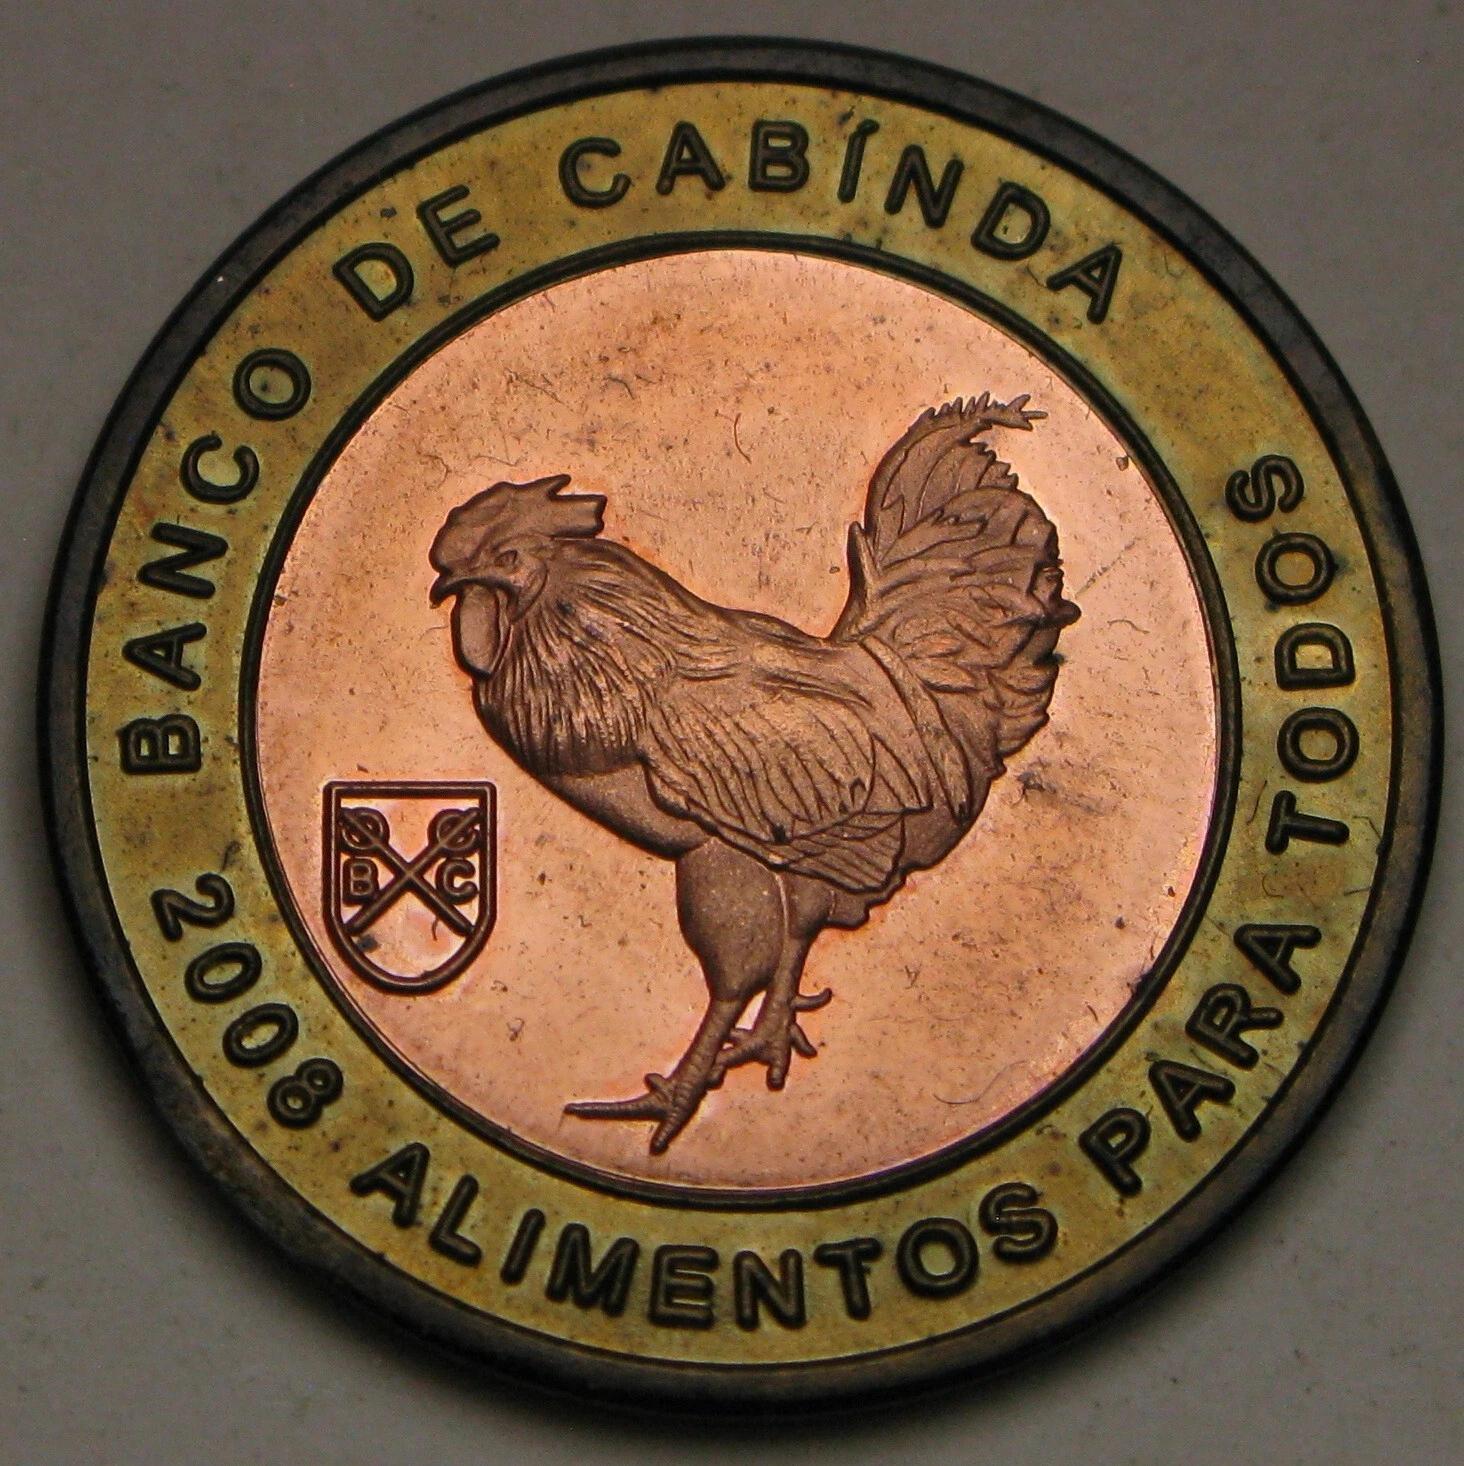 BANCO DE CABÍNDA
2008 ALIMENTOS PARA TODOS
B C